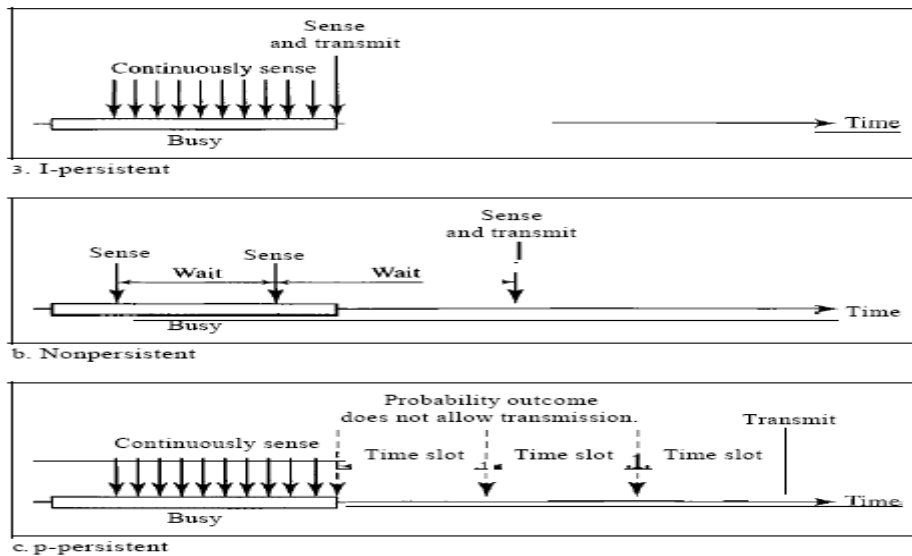 Sense
and transmit
Continuously sense
Busy
Time
3. I-persistent
Sense
and transmit
Sense
Sense
Wait
Wait
Busy
Time
b. Nonpersistent
Probability outcome
does not allow transmission.
Transmit
Continuously sense
Time slot
Time slot
Time slot
Busy
Time
c. p-persistent